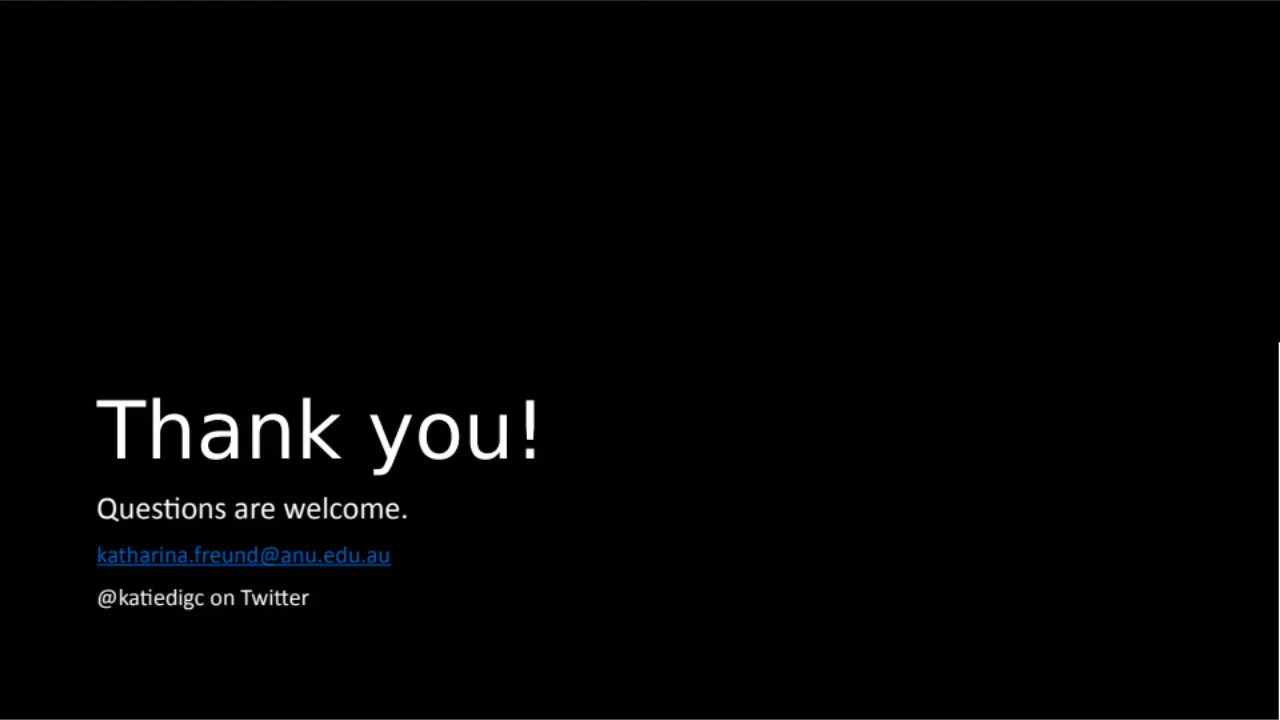 Thank you!
Questions are welcome.
katharina.freund@anu.edu.au
@katiedigc on Twitter